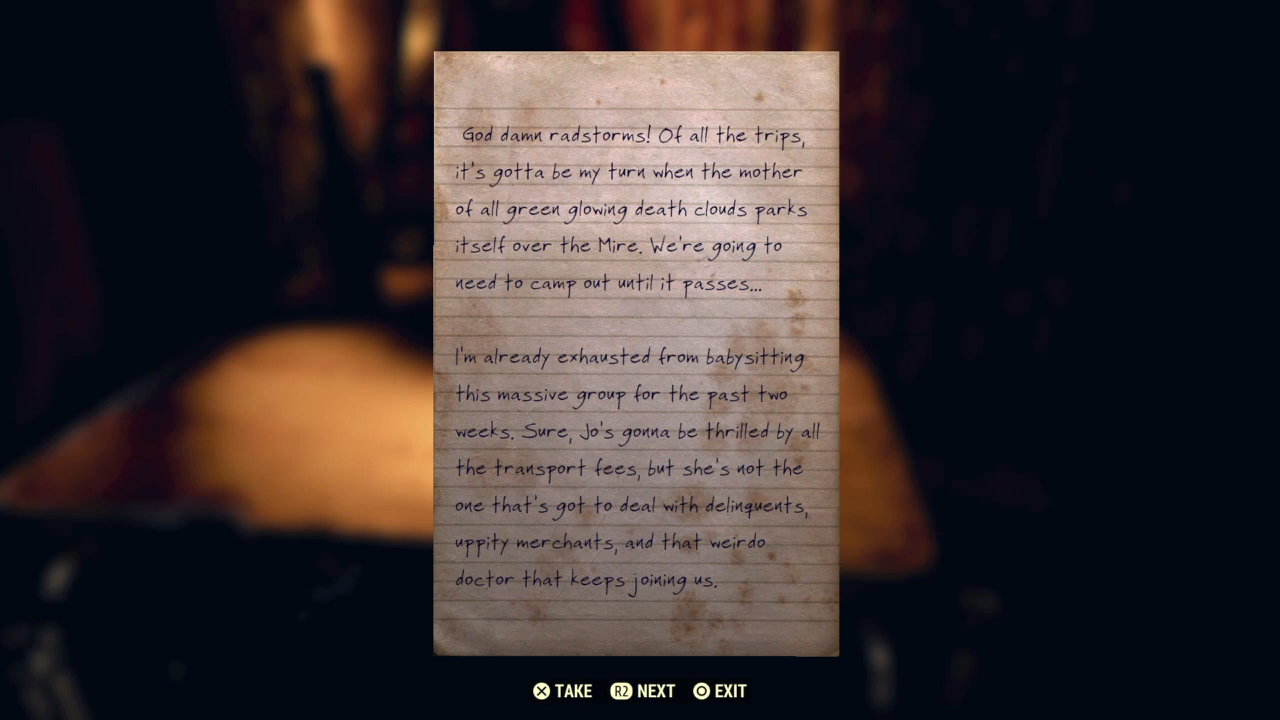 God damn radstorms! Of all the trips,
it's gotta be my turn when the mother
of all green glowing death clouds parks
itself over the Mire. We're going to
need to camp out until it passes...
I'm already exhausted from babysitting
this massive group for the past two
weeks. Sure, Jo's gonna be thrilled by all
the transport fees, but she's not the
one that's got to deal with delinquents,
uppity merchants, and that weirdo
doctor that keeps joining us.
TAKE R2 NEXT EXIT